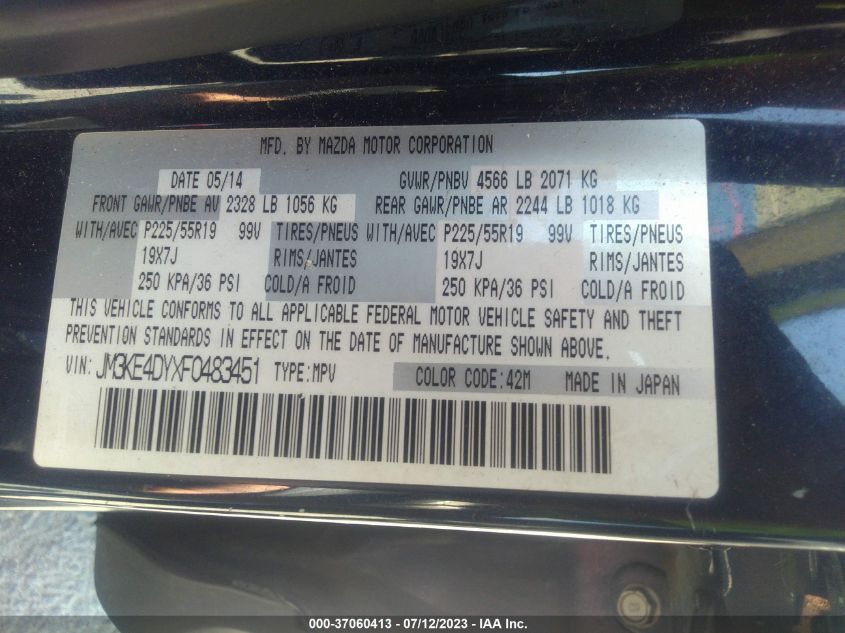 MFD. BY MAZDA MOTOR CORPORATION
DATE 05/14 GVWR/PNBV 4566 LB 2071 KG
FRONT GAWR/PNBE AV 2328 LB 1056 KG REAR GAWR/PNBE AR 2244 LB 1018 KG
WITH/AVEC P225/55R19 99V TIRES/PNEUS WITH/AVEC P225/55R19 99V TIRES/PNEUS
19X7J RIMS/JANTES 19X7J RIMS/JANTES
250 KPA/36 PSI COLD/A FROID 250 KPA/36 PSI COLD/A FROID
THIS VEHICLE CONFORMS TO ALL APPLICABLE FEDERAL MOTOR VEHICLE SAFETY AND THEFT
PREVENTION STANDARDS IN EFFECT ON THE DATE OF MANUFACTURE SHOWN ABOVE.
VIN: JM3KE4DYXF0483451 TYPE:MPV COLOR CODE:42M MADE IN JAPAN
000-37060413 - 07/12/2023 - IAA Inc.